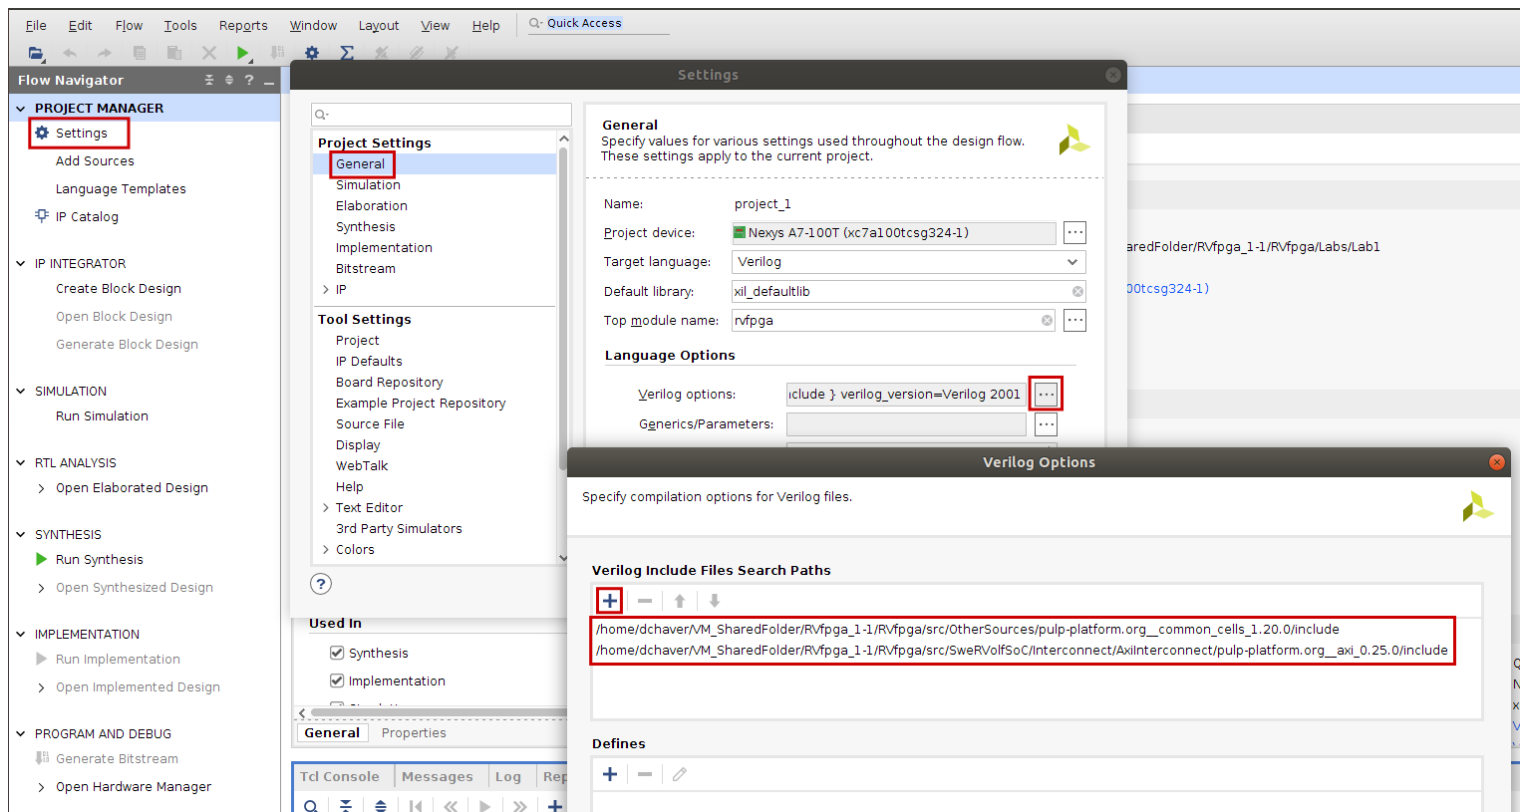 File Edit Flow Tools Reports Window Layout View Help Quick Access
Flow Navigator
PROJECT MANAGER
Settings
Add Sources
Language Templates
IP Catalog
IP INTEGRATOR
Create Block Design
Open Block Design
Generate Block Design
SIMULATION
Run Simulation
RTL ANALYSIS
Open Elaborated Design
SYNTHESIS
Run Synthesis
Open Synthesized Design
IMPLEMENTATION
Run Implementation
Open Implemented Design
PROGRAM AND DEBUG
Generate Bitstream
Open Hardware Manager
Settings
Project Settings
General
Simulation
Elaboration
Synthesis
Implementation
Bitstream
IP
Tool Settings
Project
IP Defaults
Board Repository
Example Project Repository
Source File
Display
WebTalk
Help
Text Editor
3rd Party Simulators
Colors
General
Specify values for various settings used throughout the design flow.
These settings apply to the current project.
Name: project_1
Project device: Nexys A7-100T (xc7a100tcsg324-1)
Target language: Verilog
Default library: xil_defaultlib
Top module name: rvfpga
Language Options
Verilog options: clude } verilog_version=Verilog 2001
Generics/Parameters:
aredFolder/RVfpga_1-1/RVfpga/Labs/Lab1
00tcsg324-1)
Used In
Synthesis
Implementation
General Properties
Tcl Console Messages Log Rep
Verilog Options
Specify compilation options for Verilog files.
Verilog Include Files Search Paths
/home/dchaver/VM_SharedFolder/RVfpga_1-1/RVfpga/src/OtherSources/pulp-platform.org__common_cells_1.20.0/include
/home/dchaver/VM_SharedFolder/RVfpga_1-1/RVfpga/src/SweRVolfSoC/Interconnect/AxiInterconnect/pulp-platform.org__axi_0.25.0/include
Defines